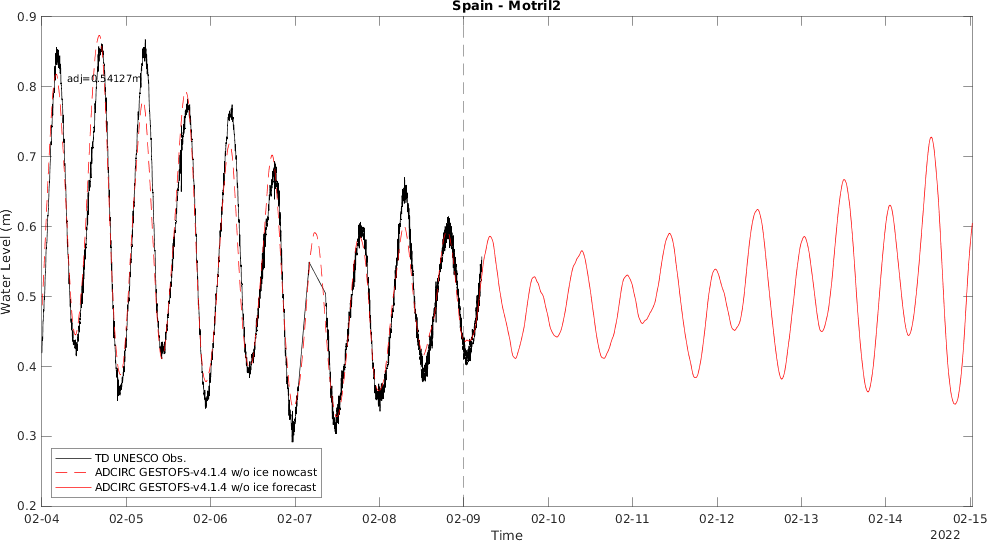 Spain - Motril2
0.9
0.8
0.7
0.6
0.5
0.4
0.3
0.2
Water Level (m)
adj=0.54127m
TD UNESCO Obs.
ADCIRC GESTOFS-v4.1.4 w/o ice nowcast
ADCIRC GESTOFS-v4.1.4 w/o ice forecast
02-04 02-05 02-06 02-07 02-08 02-09 02-10 02-11 02-12 02-13 02-14 02-15
Time
2022